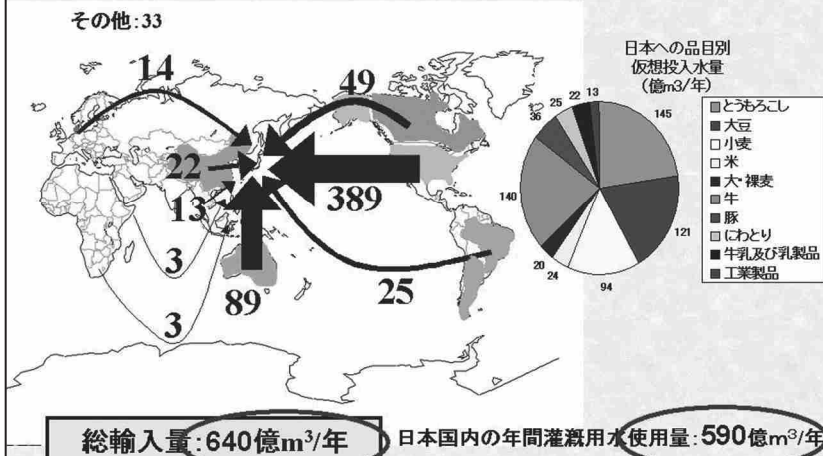 その他:33
14
49
22
389
13
3
89
25
3
日本への品目別
仮想投入水量
(億m3/年)
13
22
25
36
145
140
121
20
24
94
とうもろこし
大豆
小麦
米
大・裸麦
牛
豚
にわとり
牛乳及び乳製品
工業製品
総輸入量:640億m³/年
日本国内の年間灌漑用水使用量:590億m³/年